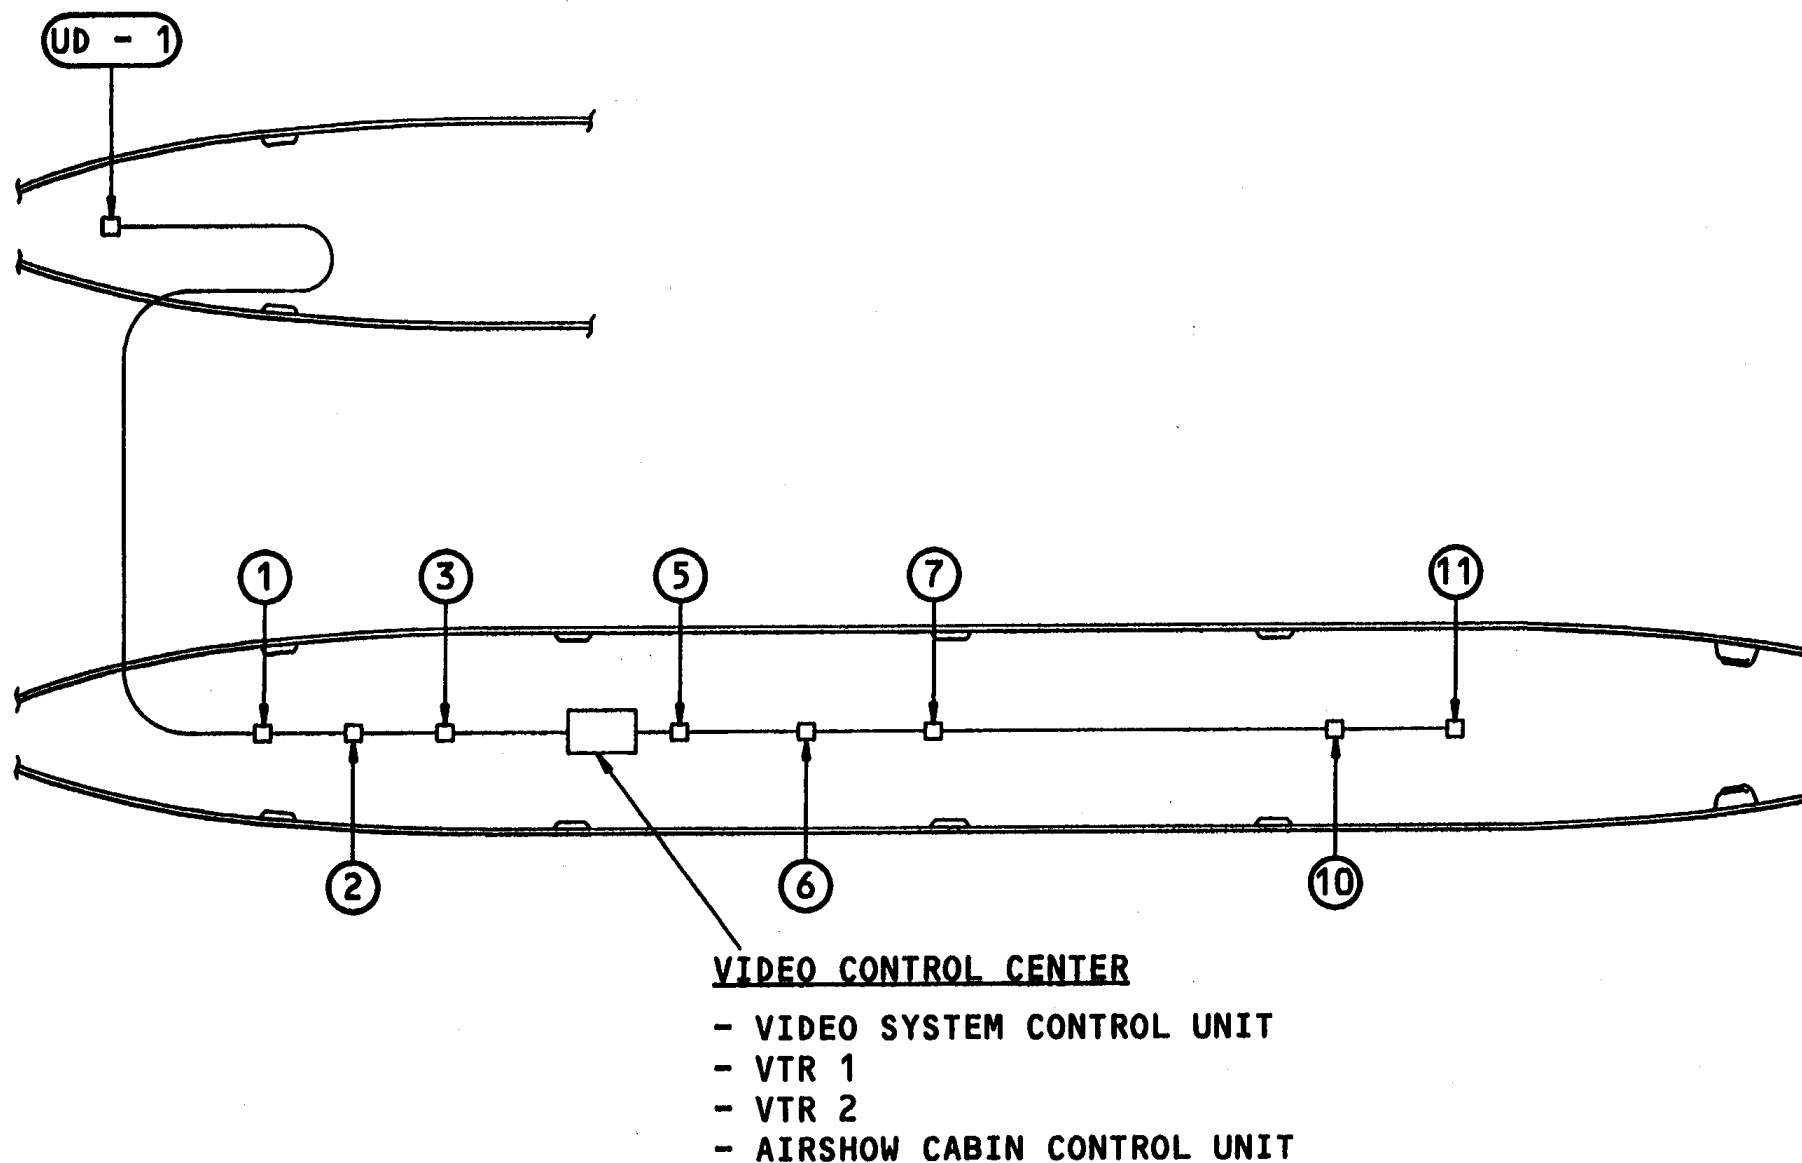 UD - 1
1
3
5
7
11
2
6
10
VIDEO CONTROL CENTER
- VIDEO SYSTEM CONTROL UNIT
- VTR 1
- VTR 2
- AIRSHOW CABIN CONTROL UNIT